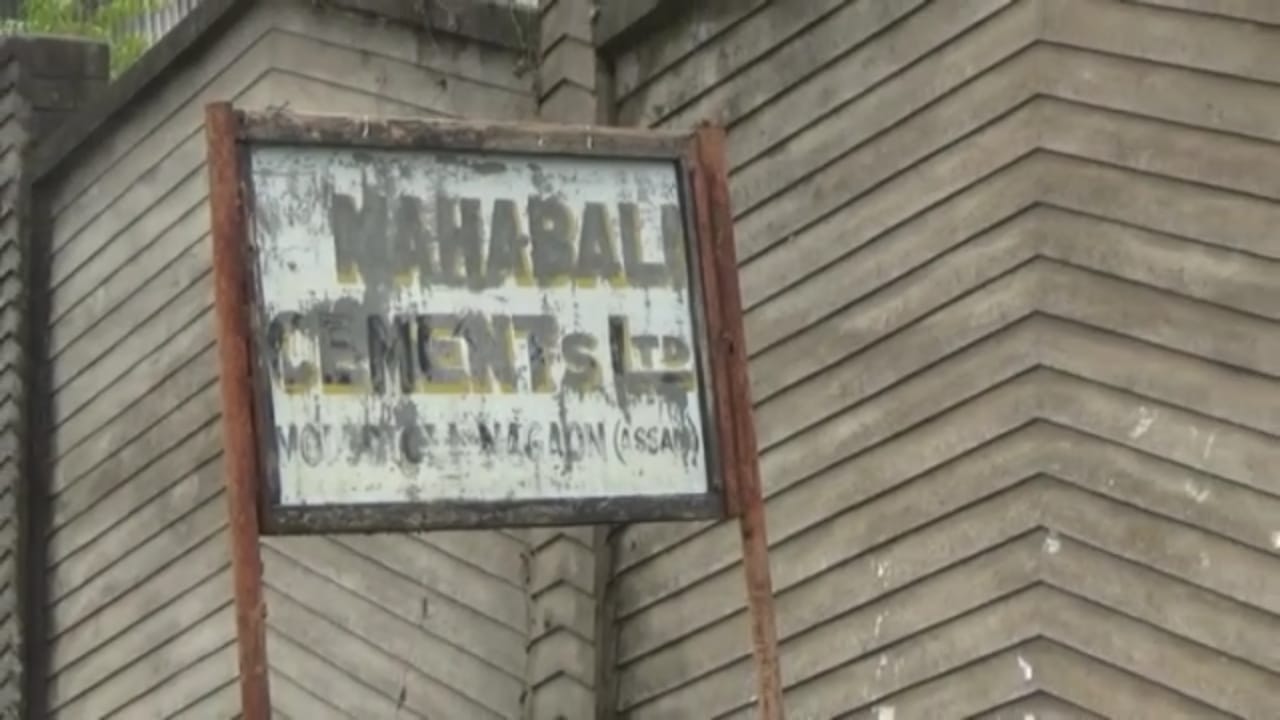 MAHABALI
CEMENTS LTD
NAGAON (ASSAM)